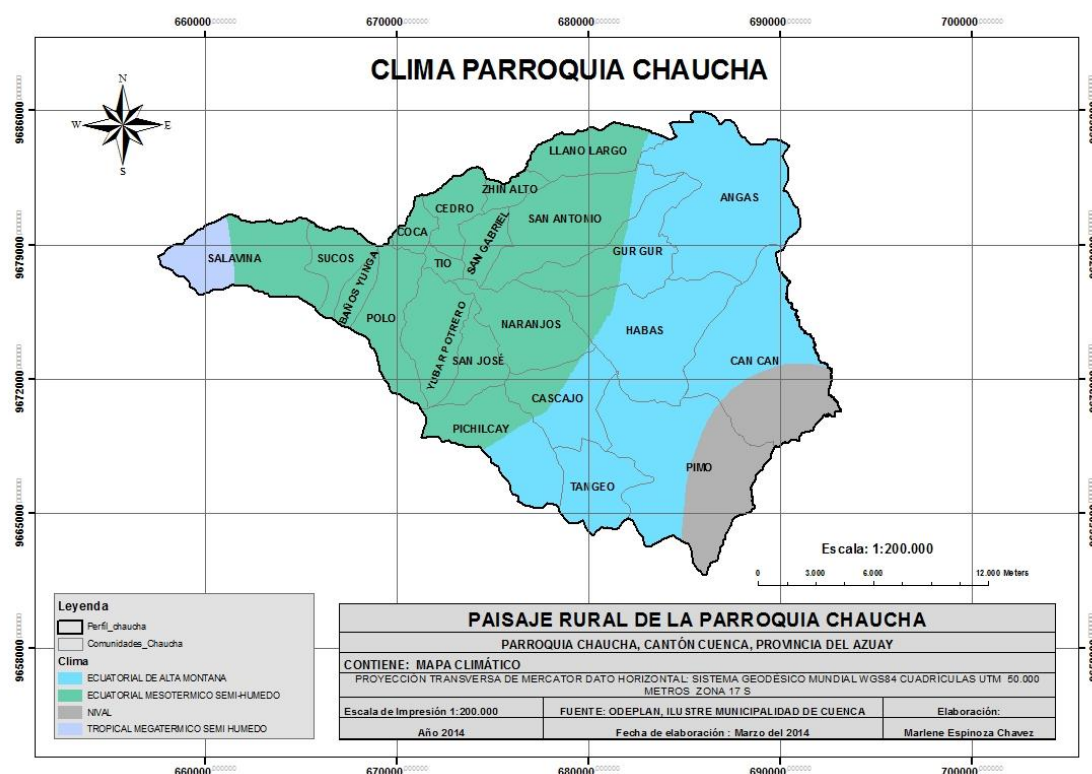 660000 670000 680000 690000 700000
CLIMA PARROQUIA CHAUCHA
N
W E
S
9686000
9679000
9672000
9665000
9658000
LLANO LARGO
ZHIN ALTO
ANGAS
CEDRO
SAN ANTONIO
COCA
SAN GABRIEL
GUR GUR
SALAVINA
SUCOS
TIO
BAÑOS YUNGA
POLO
NARANJOS
HABAS
YUBAR POTRERO
SAN JOSÉ
CAN CAN
CASCAJO
PICHILCAY
PIMO
TANGEO
Escala: 1:200.000
0 3.000 6.000 12.000 Meters
Leyenda
Perfil_chaucha
Comunidades_Chaucha
Clima
ECUATORIAL DE ALTA MONTANA
ECUATORIAL MESOTERMICO SEMI-HUMEDO
NIVAL
TROPICAL MEGATERMICO SEMI HUMEDO
PAISAJE RURAL DE LA PARROQUIA CHAUCHA
PARROQUIA CHAUCHA, CANTÓN CUENCA, PROVINCIA DEL AZUAY
CONTIENE: MAPA CLIMÁTICO
PROYECCIÓN TRANSVERSA DE MERCATOR DATO HORIZONTAL: SISTEMA GEODÉSICO MUNDIAL WGS84 CUADRÍCULAS UTM 50.000
METROS ZONA 17 S
Escala de Impresión 1:200.000 FUENTE: ODEPLAN, ILUSTRE MUNICIPALIDAD DE CUENCA Elaboración:
Año 2014 Fecha de elaboración : Marzo del 2014 Marlene Espinoza Chavez
660000 670000 680000 690000 700000